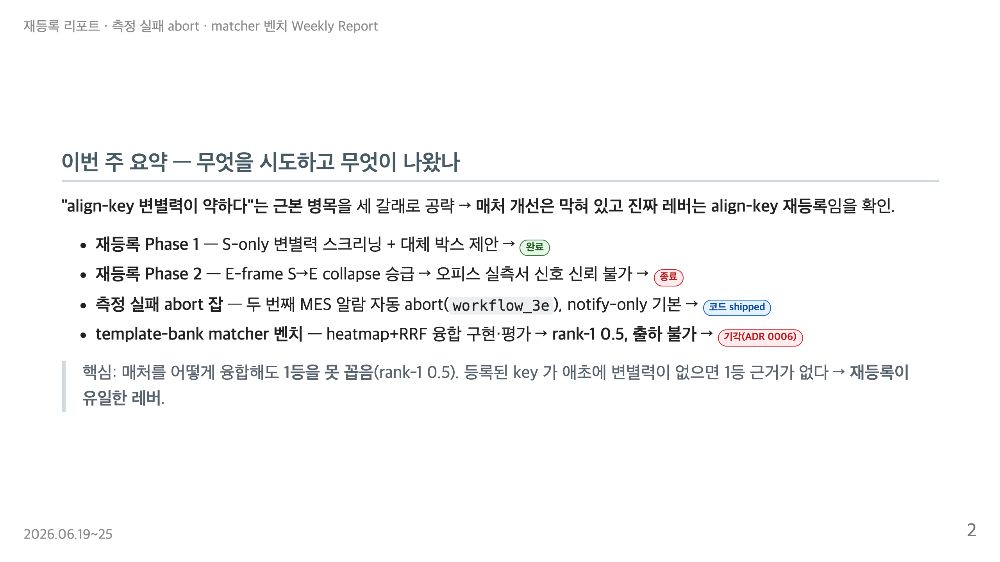 재등록 리포트 · 측정 실패 abort · matcher 벤치 Weekly Report
이번 주 요약 — 무엇을 시도하고 무엇이 나왔나
"align-key 변별력이 약하다"는 근본 병목을 세 갈래로 공략 → 매처 개선은 막혀 있고 진짜 레버는 align-key 재등록임을 확인.
• 재등록 Phase 1 — S-only 변별력 스크리닝 + 대체 박스 제안 → 완료
• 재등록 Phase 2 — E-frame S→E collapse 승급 → 오피스 실측서 신호 신뢰 불가 → 종료
• 측정 실패 abort 잡 — 두 번째 MES 알람 자동 abort(workflow_3e), notify-only 기본 → 코드 shipped
• template-bank matcher 벤치 — heatmap+RRF 융합 구현·평가 → rank-1 0.5, 출하 불가 → 기각(ADR 0006)
핵심: 매처를 어떻게 융합해도 1등을 못 꼽음(rank-1 0.5). 등록된 key 가 애초에 변별력이 없으면 1등 근거가 없다 → 재등록이
유일한 레버.
2026.06.19~25
2